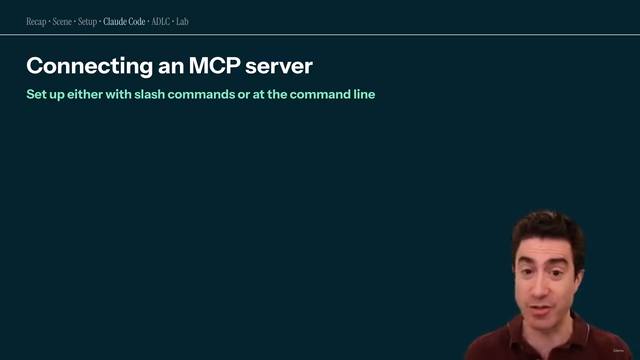 Recap • Scene • Setup • Claude Code • ADLC • Lab
Connecting an MCP server
Set up either with slash commands or at the command line